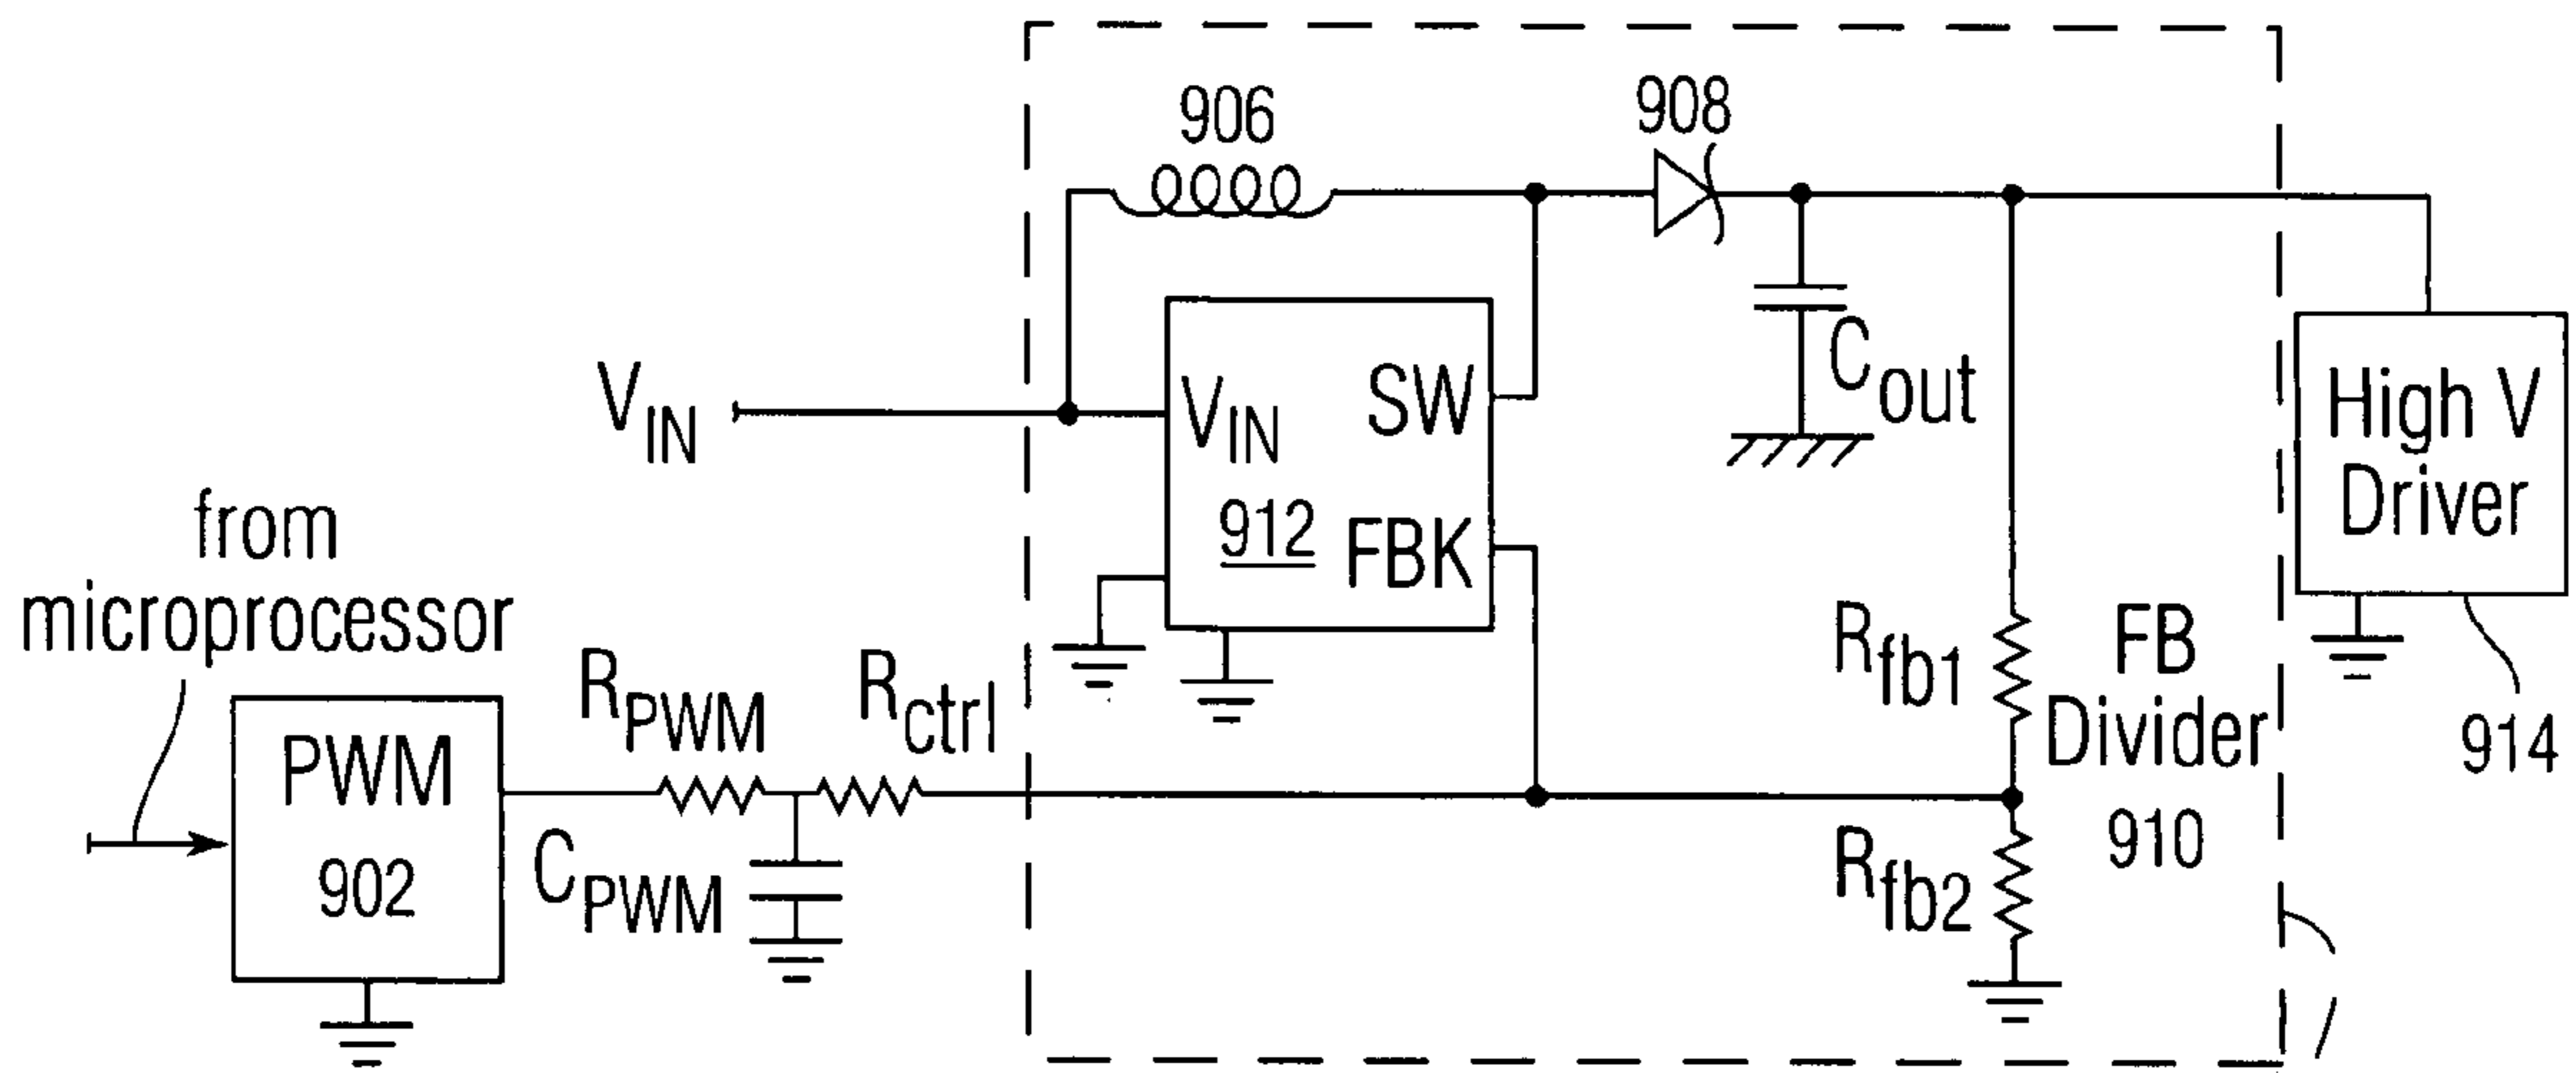 906
908
V_IN
V_IN
SW
912
FBK
C_out
High V
Driver
914
from
microprocessor
PWM
902
R_PWM
R_ctrl
C_PWM
R_fb1
FB
Divider
910
R_fb2